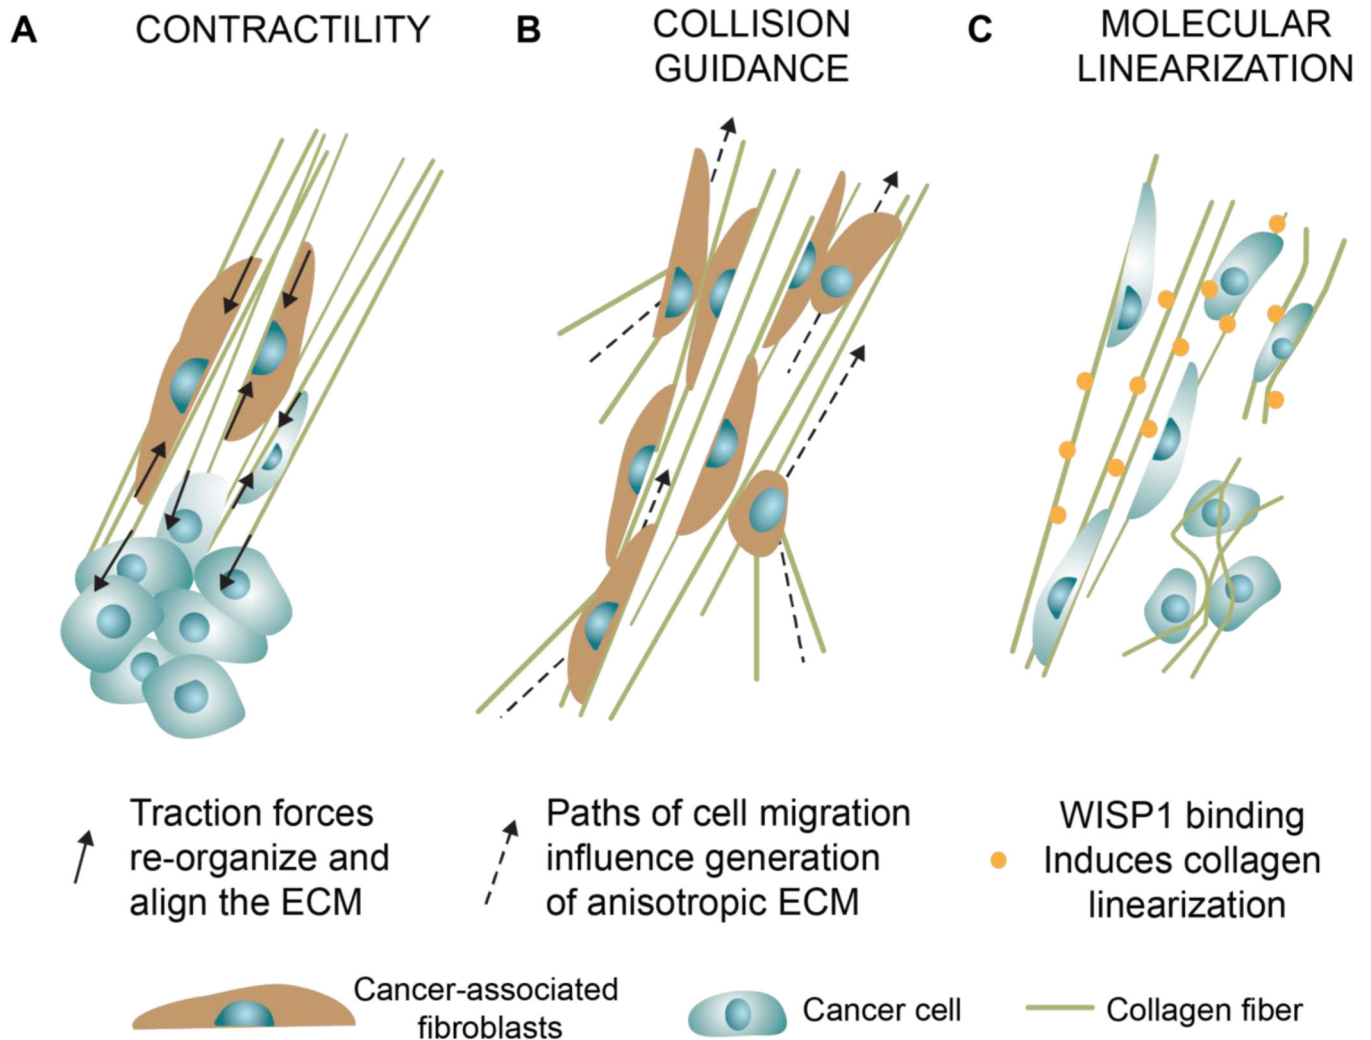 A
CONTRACTILITY
B
COLLISION
GUIDANCE
C
MOLECULAR
LINEARIZATION
Traction forces
re-organize and
align the ECM
Paths of cell migration
influence generation
of anisotropic ECM
WISP1 binding
Induces collagen
linearization
Cancer-associated
fibroblasts
Cancer cell
Collagen fiber